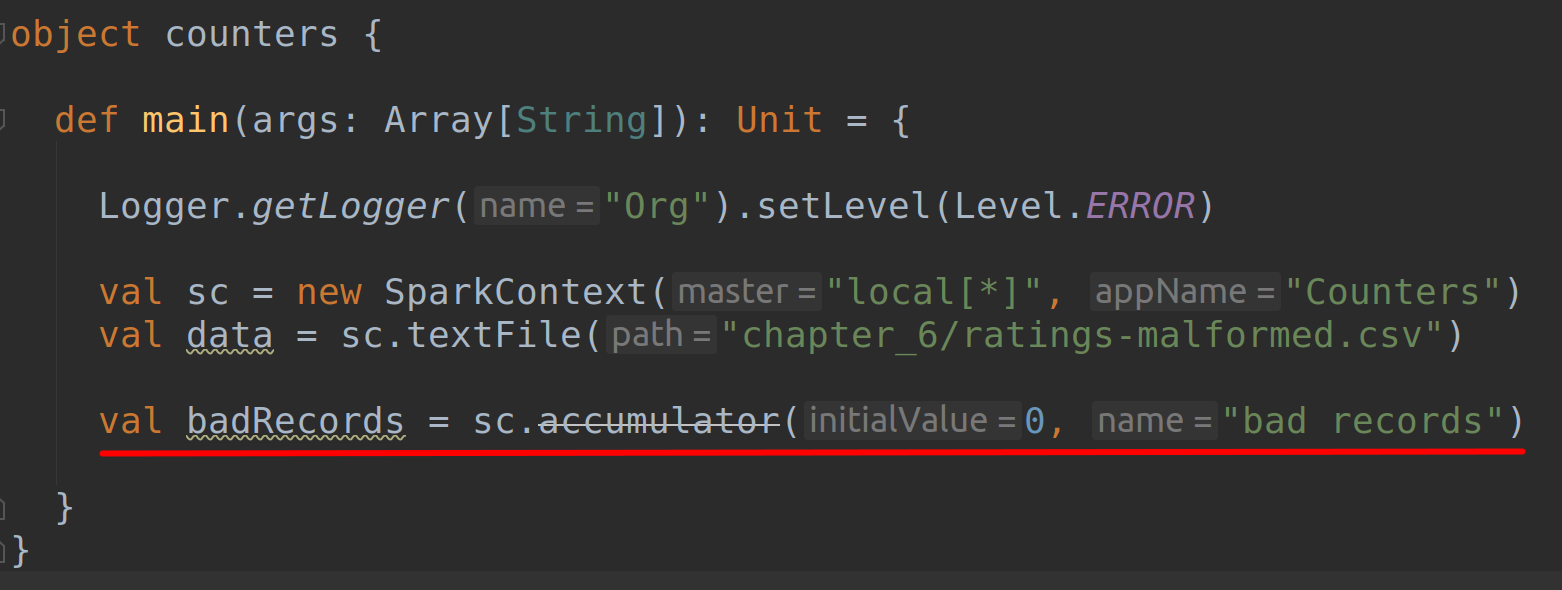 object counters {
def main(args: Array[String]): Unit = {
Logger.getLogger( name = "Org").setLevel(Level.ERROR)
val sc = new SparkContext( master = "local[*]", appName = "Counters")
val data = sc.textFile( path = "chapter_6/ratings-malformed.csv")
val badRecords = sc.accumulator( initialValue = 0, name = "bad records")
}
}